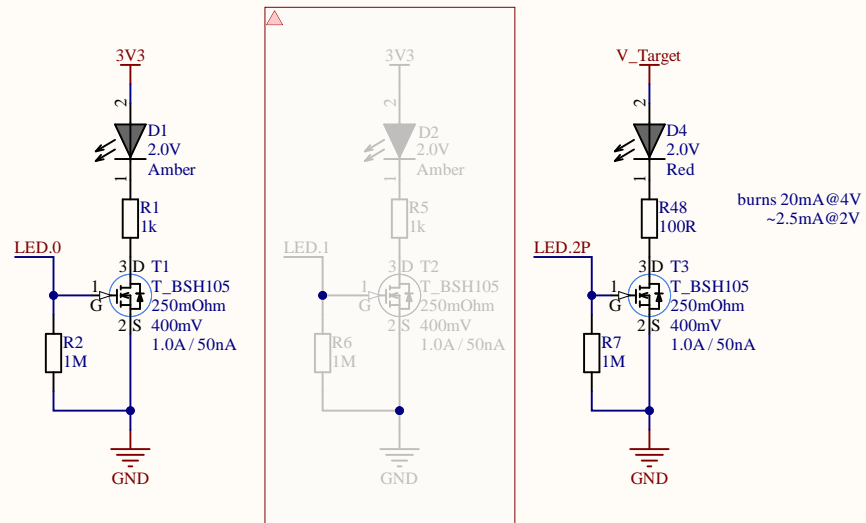 3V3
2
D1
2.0V
Amber
1
R1
1k
LED.0
3 D T1
1
G
T_BSH105
250mOhm
400mV
2 S
1.0A / 50nA
R2
1M
GND
3V3
2
D2
2.0V
Amber
1
R5
1k
LED.1
3 D T2
1
G
T_BSH105
250mOhm
400mV
2 S
1.0A / 50nA
R6
1M
GND
V_Target
2
D4
2.0V
Red
1
R48
100R
burns 20mA@4V
~2.5mA@2V
LED.2P
3 D T3
1
G
T_BSH105
250mOhm
400mV
2 S
1.0A / 50nA
R7
1M
GND